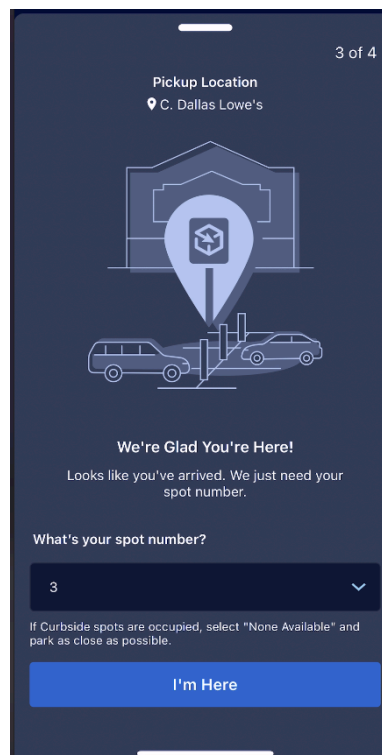 3 of 4
Pickup Location
C. Dallas Lowe's
We're Glad You're Here!
Looks like you've arrived. We just need your
spot number.
What's your spot number?
3
If Curbside spots are occupied, select "None Available" and
park as close as possible.
I'm Here